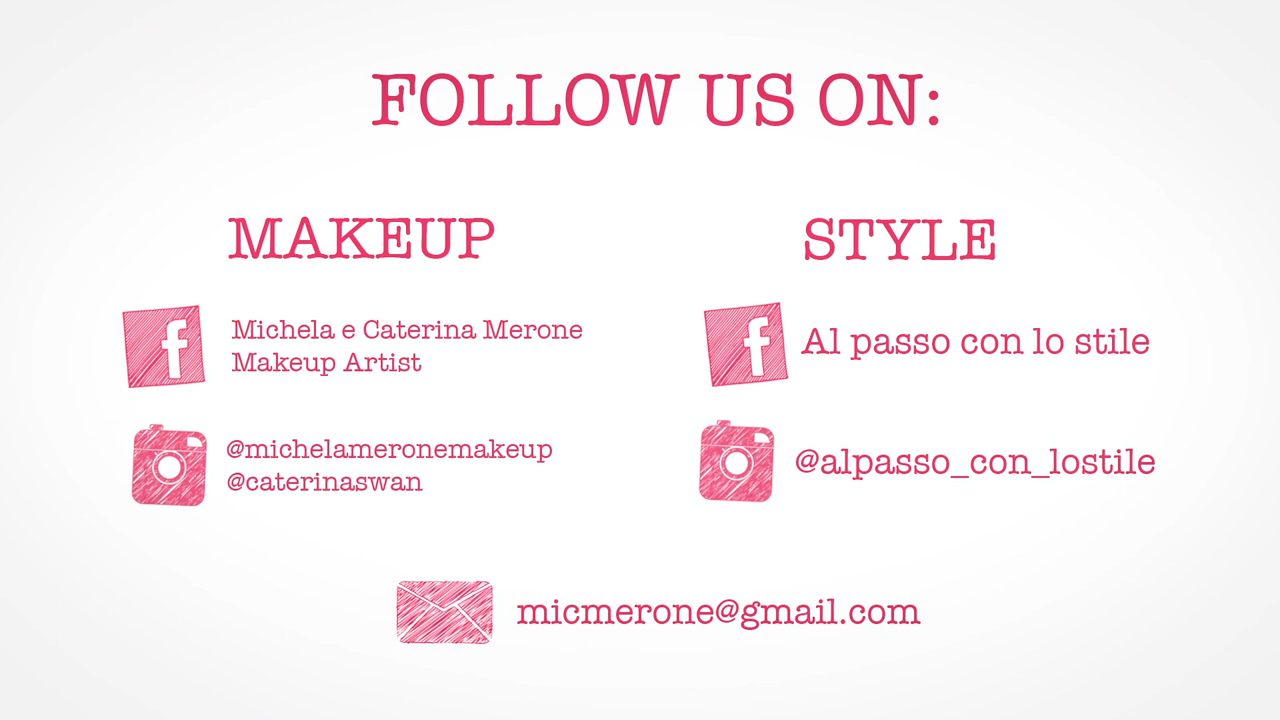 FOLLOW US ON:
MAKEUP
Michela e Caterina Merone
Makeup Artist
@michelameronemakeup
@caterinaswan
STYLE
Al passo con lo stile
@alpasso_con_lostile
micmerone@gmail.com